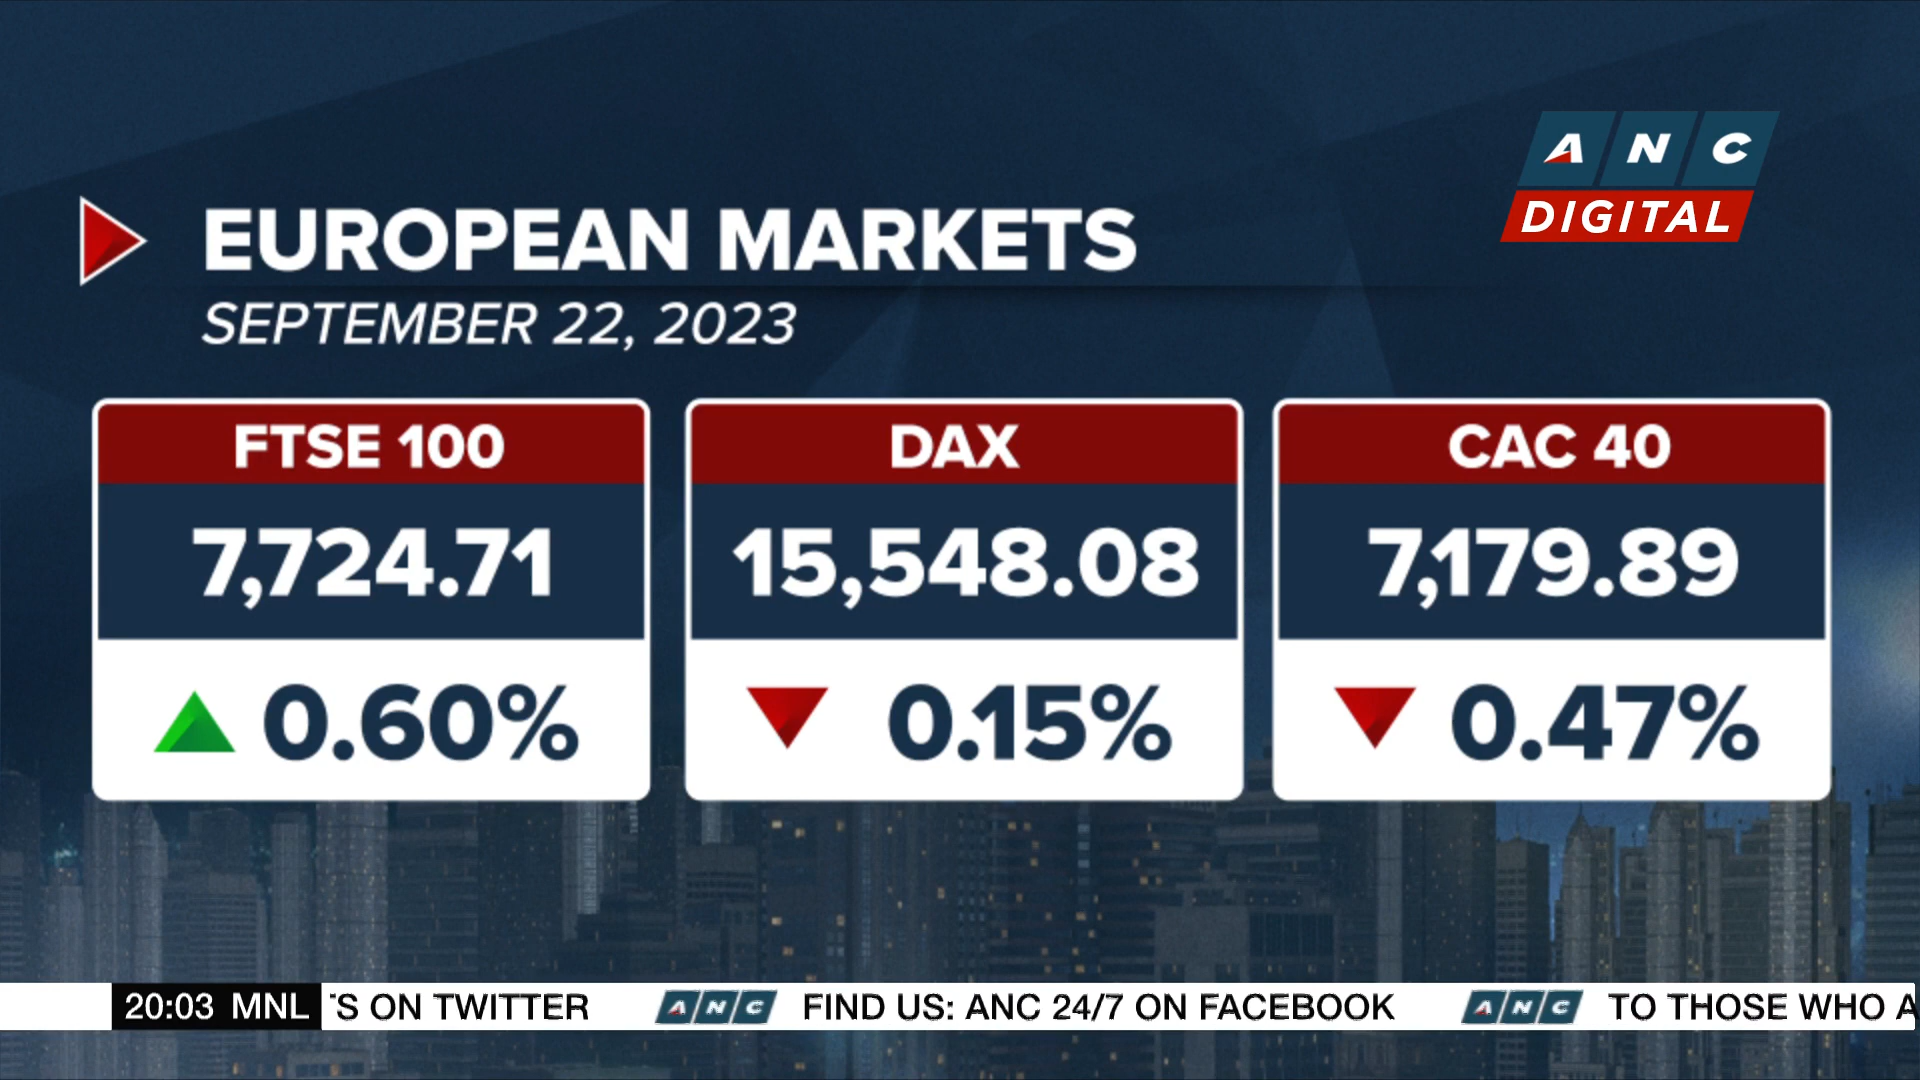 ANC
DIGITAL
EUROPEAN MARKETS
SEPTEMBER 22, 2023
FTSE 100
7,724.71
0.60%
DAX
15,548.08
0.15%
CAC 40
7,179.89
0.47%
20:03 MNL 'S ON TWITTER ANC FIND US: ANC 24/7 ON FACEBOOK ANC TO THOSE WHO A